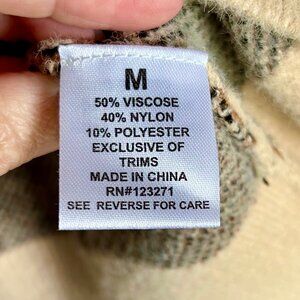 M
50% VISCOSE
40% NYLON
10% POLYESTER
EXCLUSIVE OF
TRIMS
MADE IN CHINA
RN#123271
SEE REVERSE FOR CARE